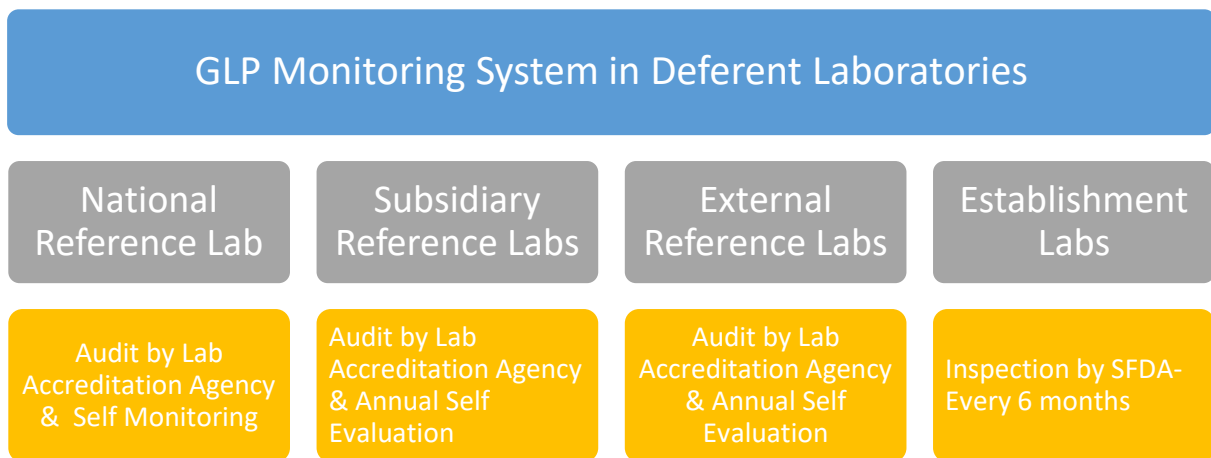 GLP Monitoring System in Deferent Laboratories
National
Reference Lab
Subsidiary
Reference Labs
External
Reference Labs
Establishment
Labs
Audit by Lab
Accreditation Agency
& Self Monitoring
Audit by Lab
Accreditation Agency
& Annual Self
Evaluation
Audit by Lab
Accreditation Agency
& Annual Self
Evaluation
Inspection by SFDA-
Every 6 months